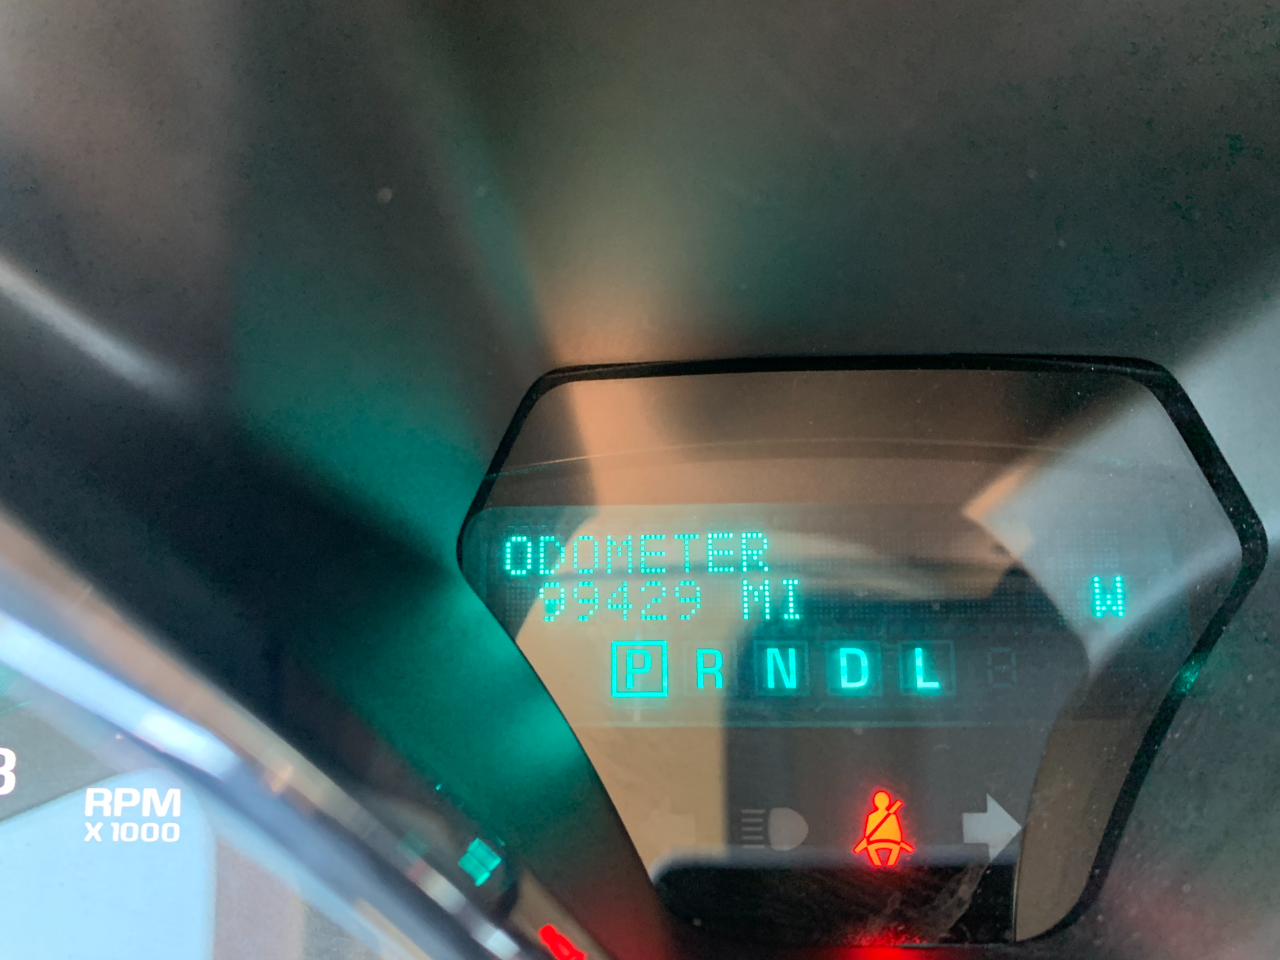 ODOMETER
99429 MI
W
P R N D L
RPM
X 1000